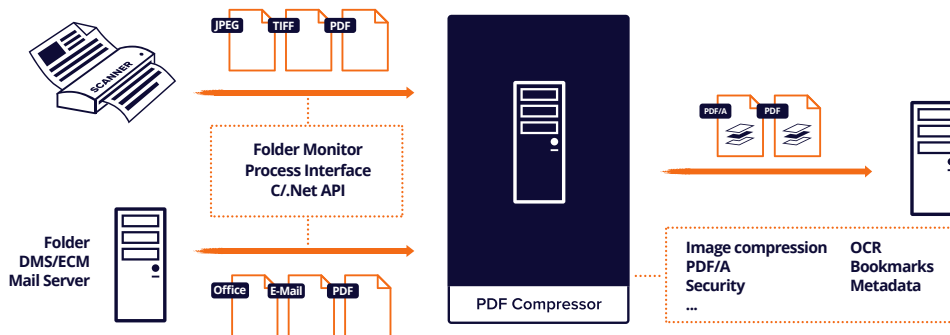 JPEG TIFF PDF
SCANNER
Folder Monitor
Process Interface
C/.Net API
Folder
DMS/ECM
Mail Server
Office E-Mail PDF
PDF Compressor
PDF/A PDF
Image compression OCR
PDF/A Bookmarks
Security Metadata
...